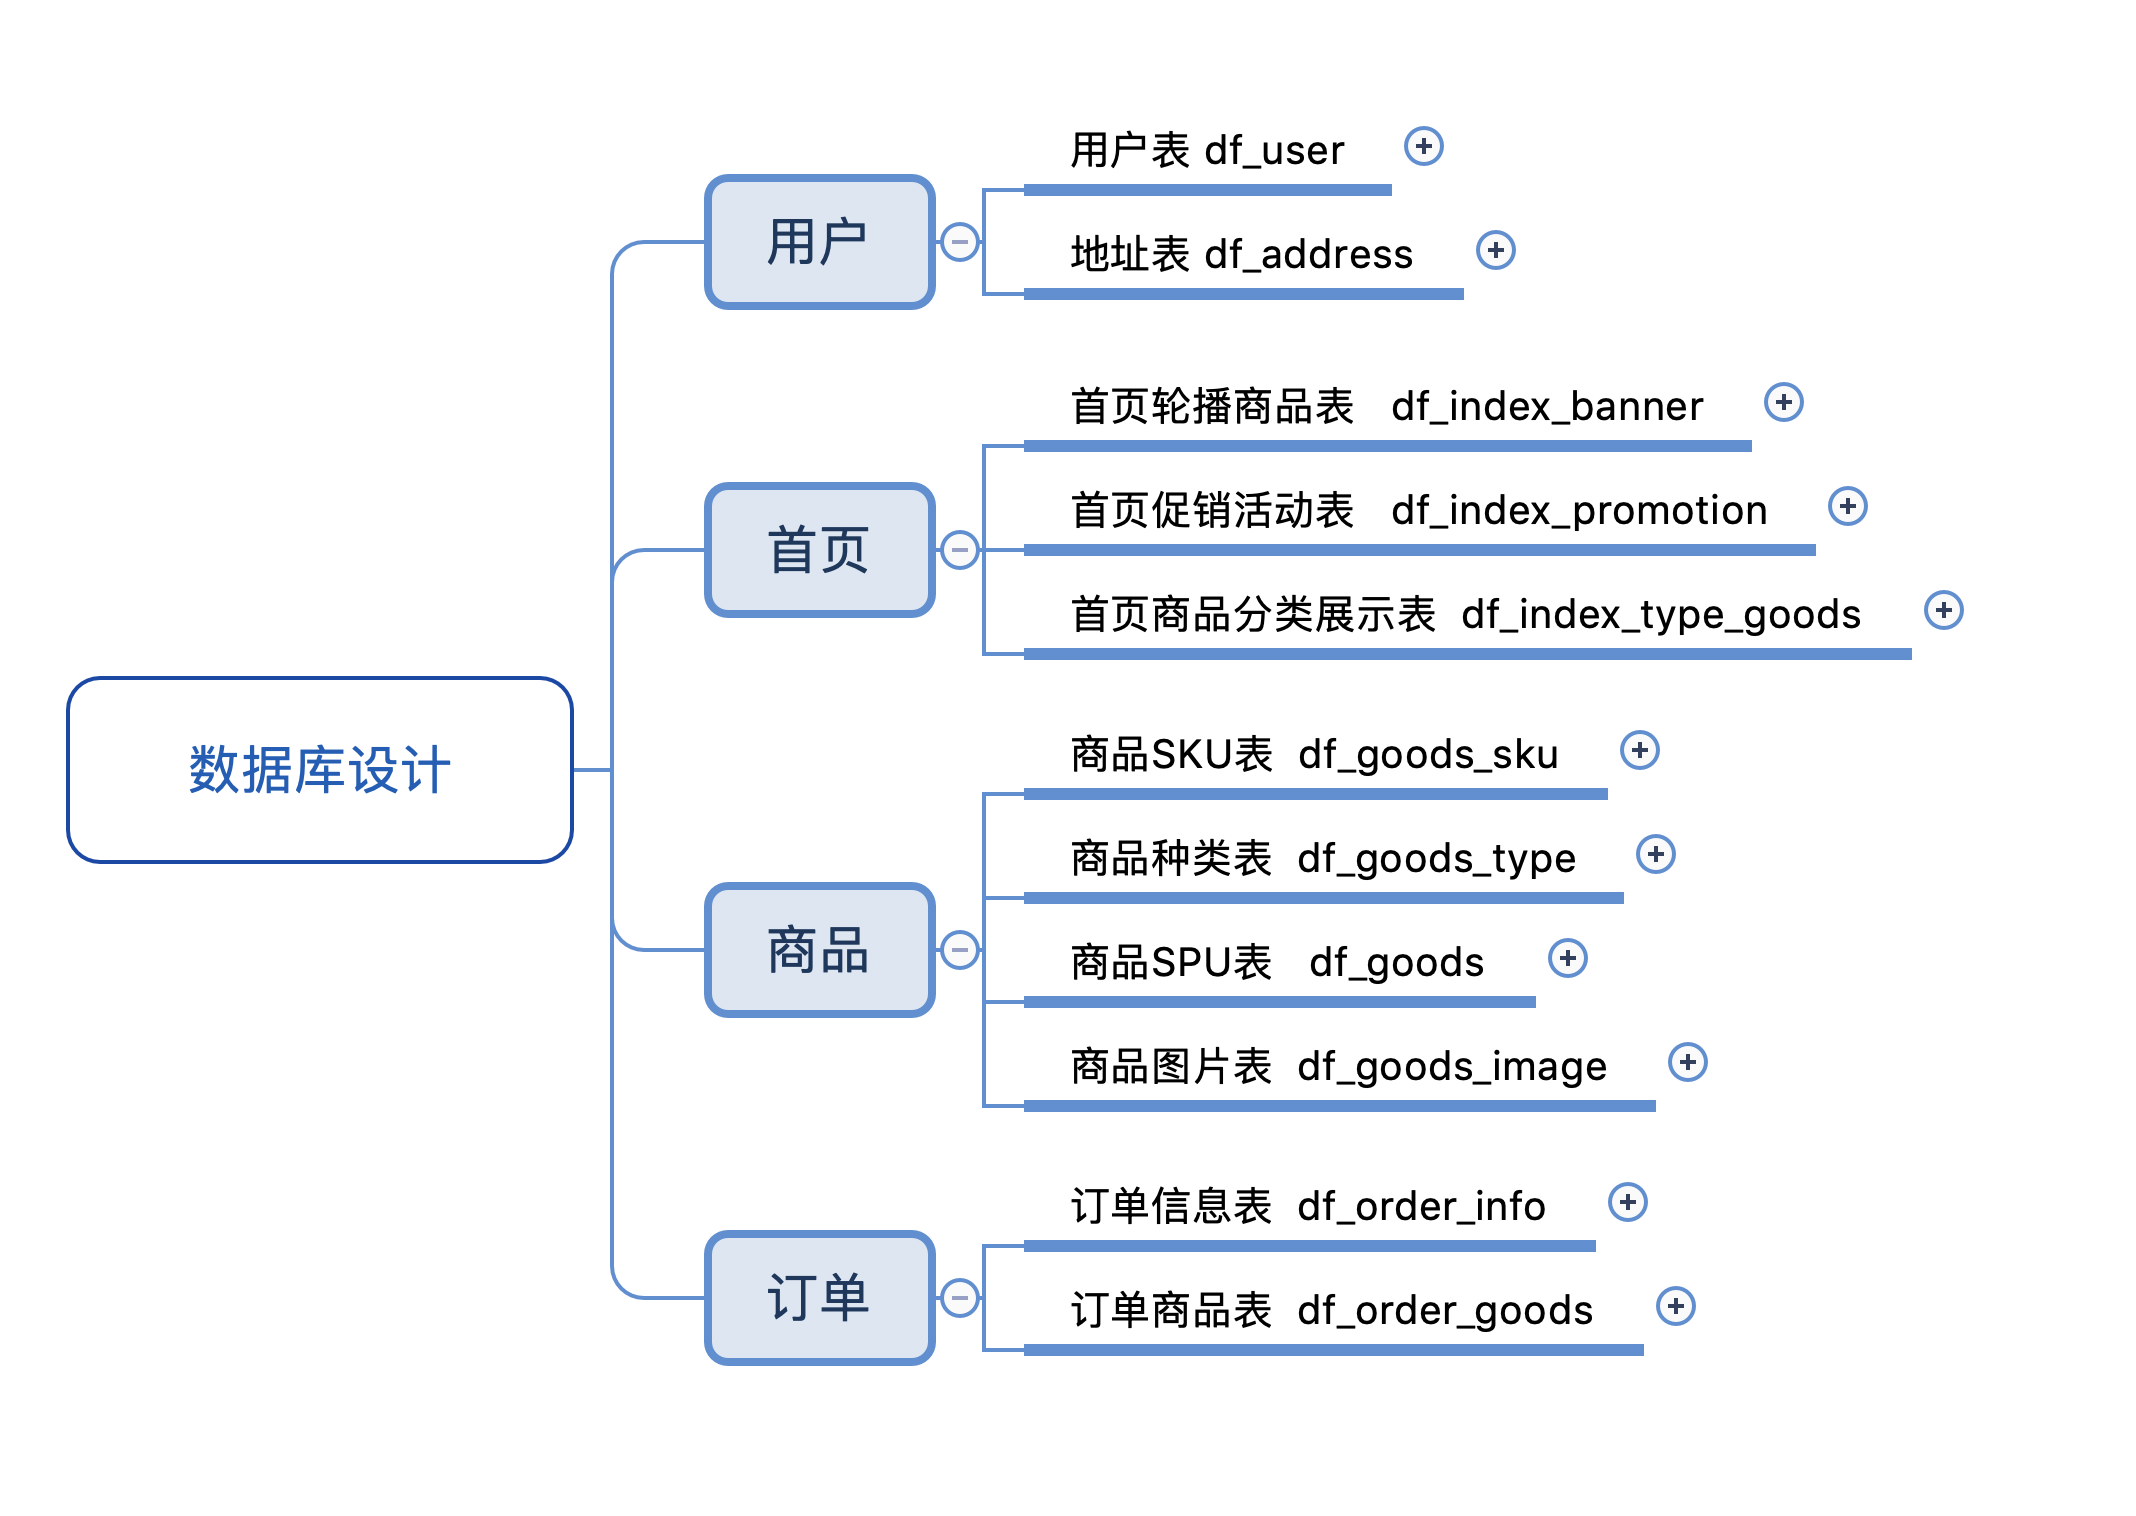 数据库设计
用户
用户表 df_user
地址表 df_address
首页
首页轮播商品表 df_index_banner
首页促销活动表 df_index_promotion
首页商品分类展示表 df_index_type_goods
商品
商品SKU表 df_goods_sku
商品种类表 df_goods_type
商品SPU表 df_goods
商品图片表 df_goods_image
订单
订单信息表 df_order_info
订单商品表 df_order_goods